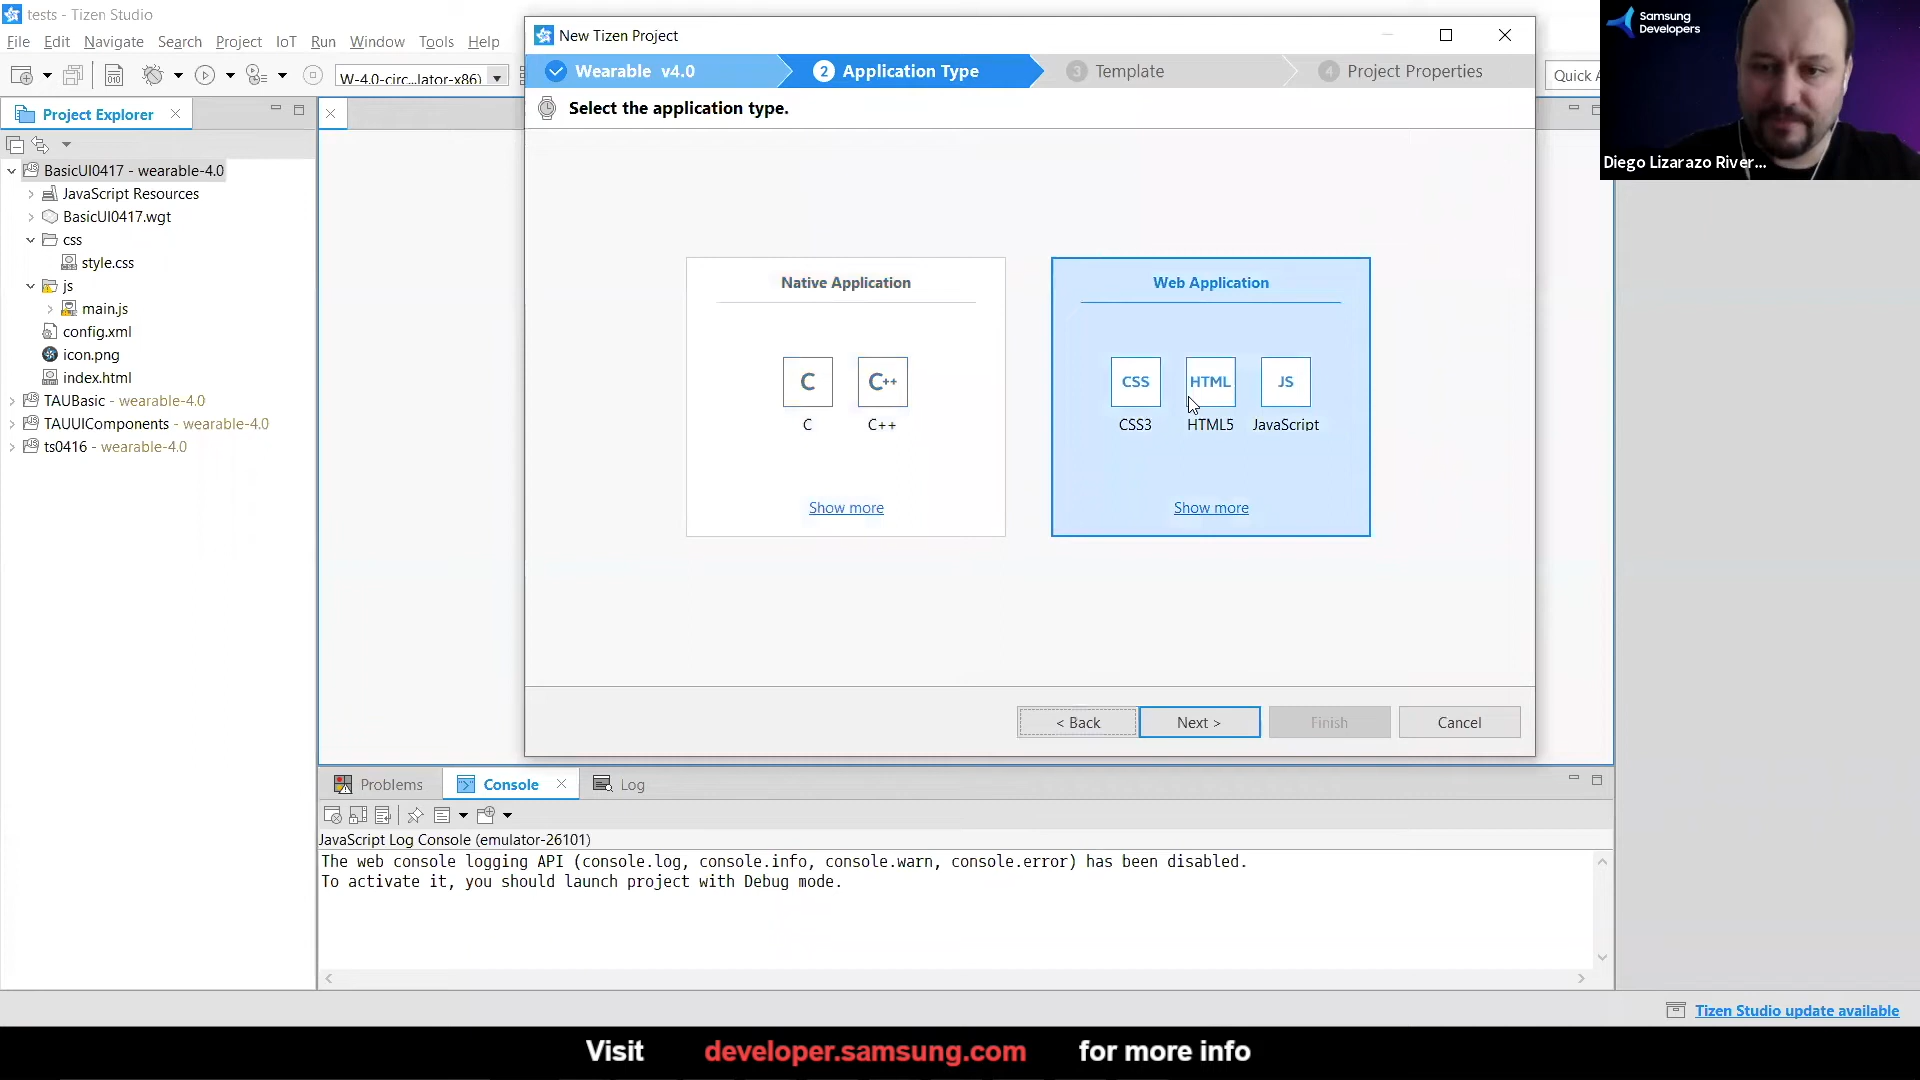 tests - Tizen Studio
File Edit Navigate Search Project IoT Run Window Tools Help
W-4.0-circ...lator-x86)
Quick A
Project Explorer
BasicUI0417 - wearable-4.0
JavaScript Resources
BasicUI0417.wgt
css
style.css
js
main.js
config.xml
icon.png
index.html
TAUBasic - wearable-4.0
TAUUIComponents - wearable-4.0
ts0416 - wearable-4.0
New Tizen Project
Wearable v4.0
2 Application Type
3 Template
4 Project Properties
Select the application type.
Native Application
C C++
C C++
Show more
Web Application
CSS HTML JS
CSS3 HTML5 JavaScript
Show more
< Back Next > Finish Cancel
Problems Console Log
JavaScript Log Console (emulator-26101)
The web console logging API (console.log, console.info, console.warn, console.error) has been disabled.
To activate it, you should launch project with Debug mode.
Tizen Studio update available
Samsung
Developers
Diego Lizarazo River...
Visit developer.samsung.com for more info